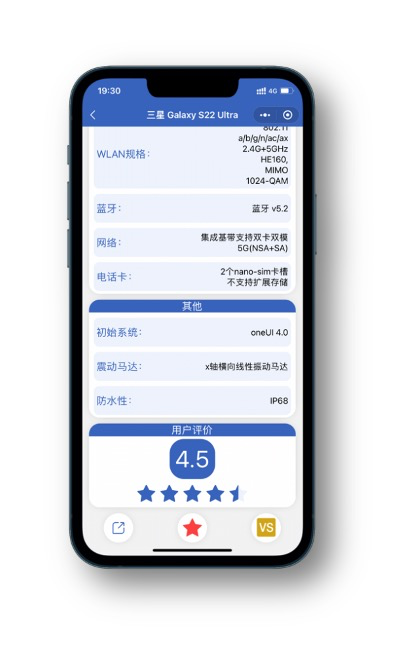 19:30
4G
三星 Galaxy S22 Ultra
802.11
a/b/g/n/ac/ax
WLAN规格：
2.4G+5GHz
HE160,
MIMO
1024-QAM
蓝牙：
蓝牙 v5.2
网络：
集成基带支持双卡双模
5G(NSA+SA)
电话卡：
2个nano-sim卡槽
不支持扩展存储
其他
初始系统：
oneUI 4.0
震动马达：
x轴横向线性振动马达
防水性：
IP68
用户评价
4.5
VS